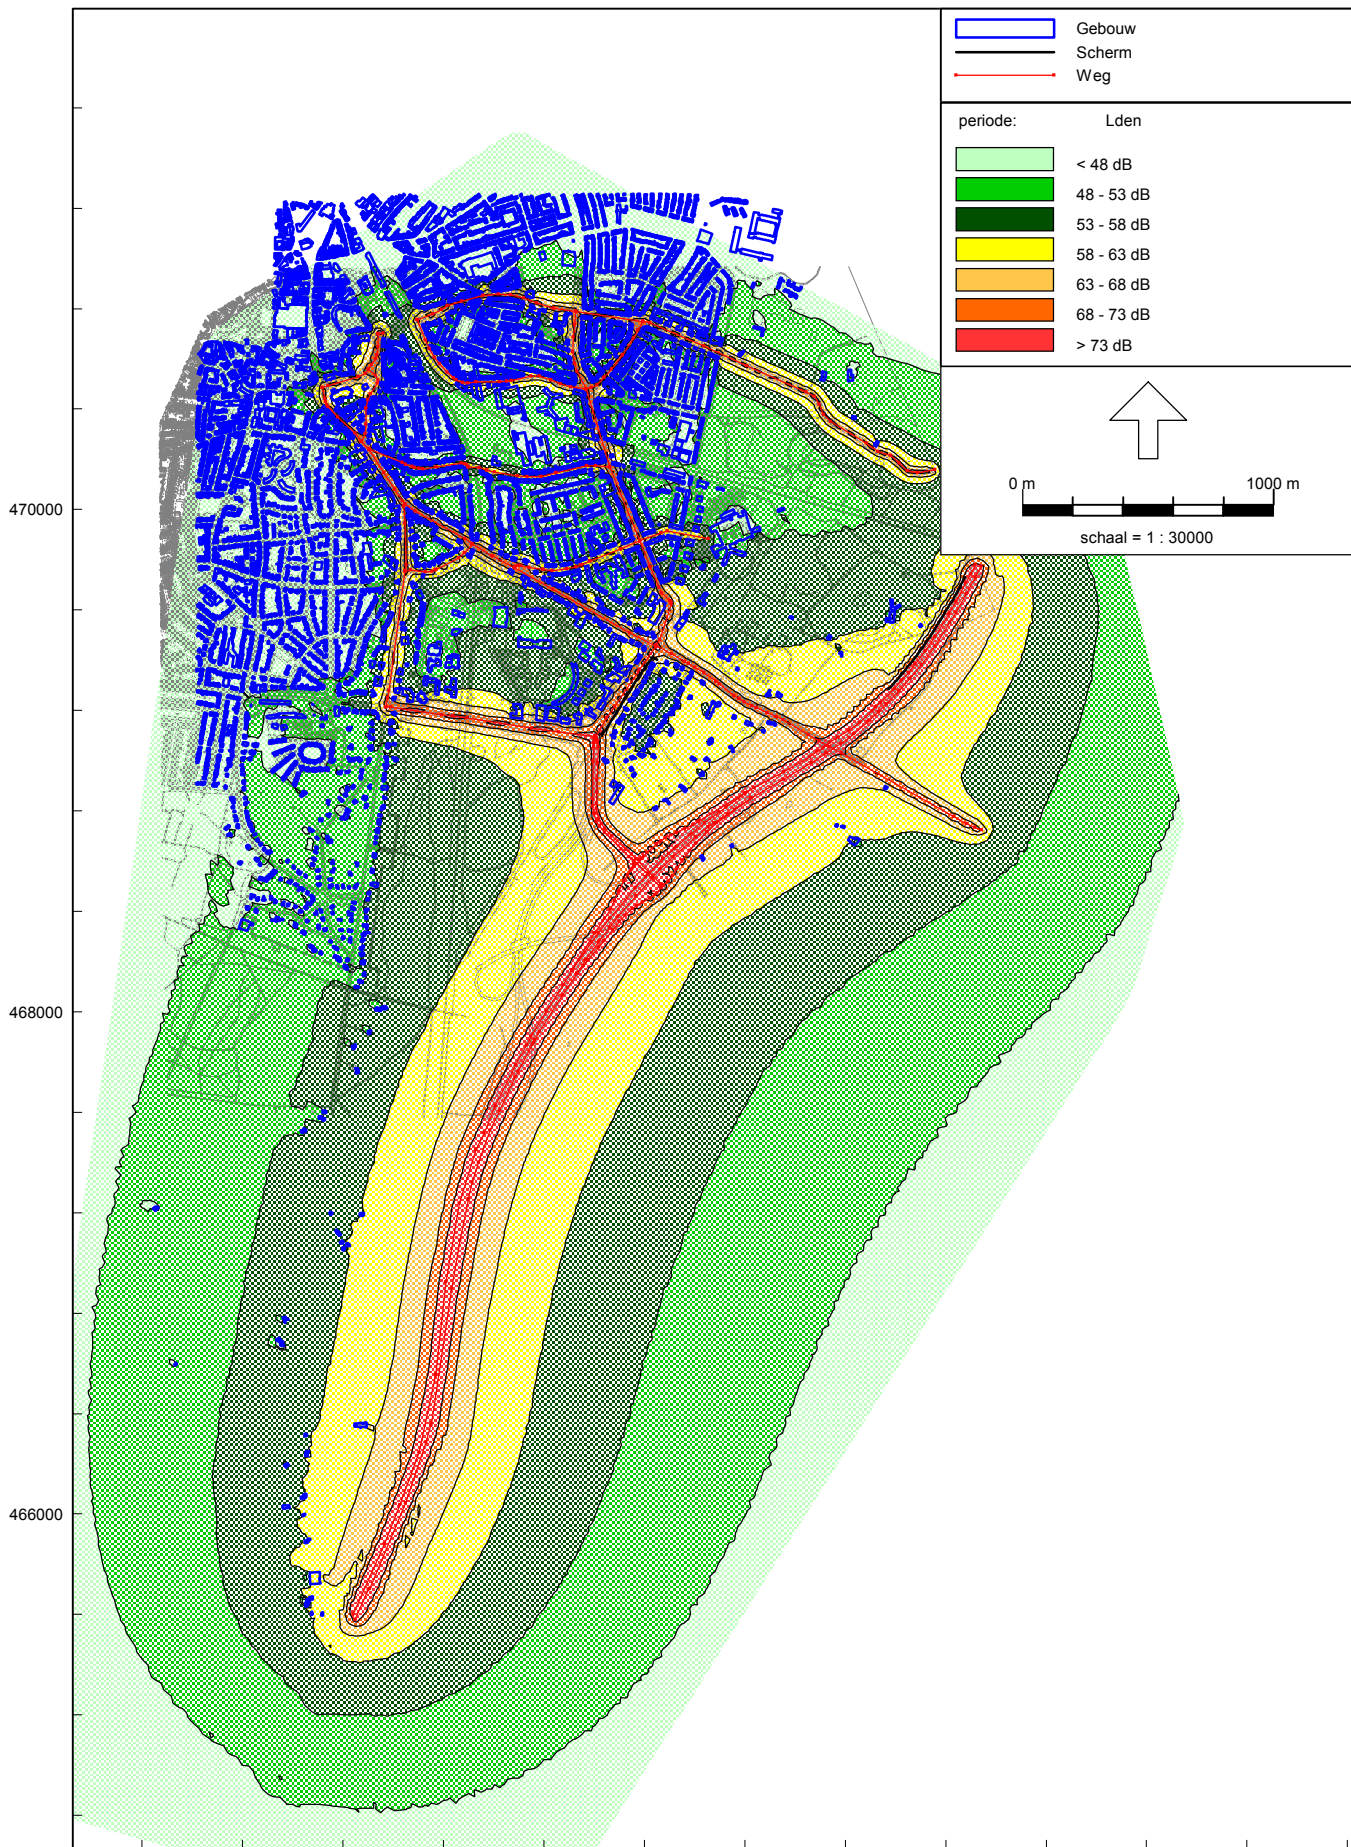 Gebouw
Scherm
Weg
periode: Lden
< 48 dB
48 - 53 dB
53 - 58 dB
58 - 63 dB
63 - 68 dB
68 - 73 dB
> 73 dB
0 m 1000 m
schaal = 1 : 30000
470000
468000
466000